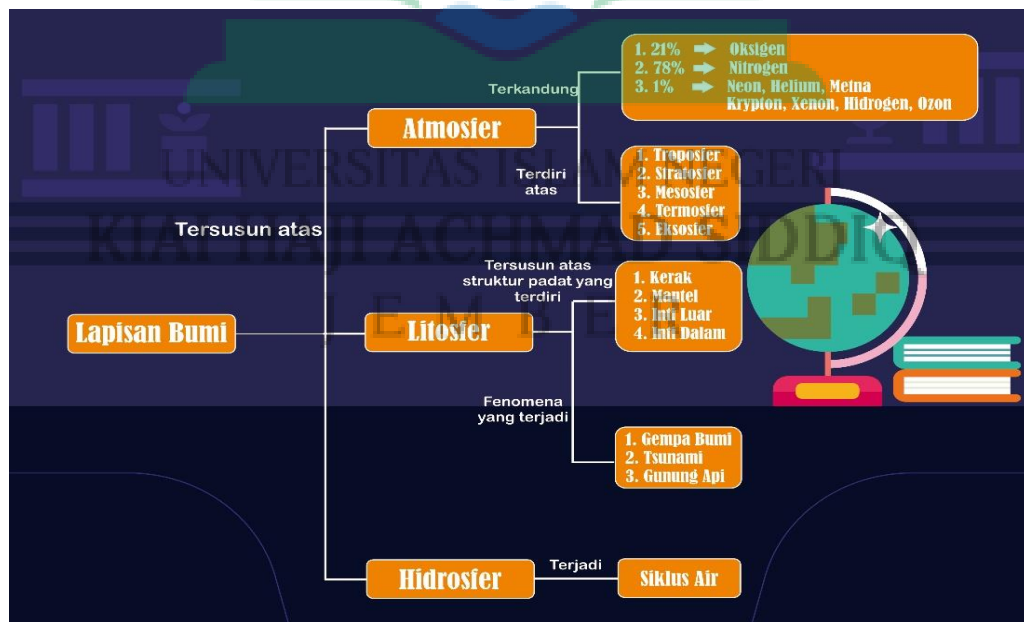 1. 21% ➡ Oksigen
2. 78% ➡ Nitrogen
3. 1% ➡ Neon, Helium, Metna
Krypton, Xenon, Hidrogen, Ozon
Terkandung
Atmosfer
Terdiri
atas
1. Troposfer
2. Stratosfer
3. Mesosfer
4. Termosfer
5. Eksosfer
UNIVERSITAS ISLAM NEGERI
KIAI HAJI ACHMAD SIDDIQ
JEMBER
Tersusun atas
Tersusun atas
struktur padat yang
terdiri
1. Kerak
2. Mantel
3. Inti Luar
4. Inti Dalam
Lapisan Bumi
Litosfer
Fenomena
yang terjadi
1. Gempa Bumi
2. Tsunami
3. Gunung Api
Hidrosfer
Terjadi
Siklus Air